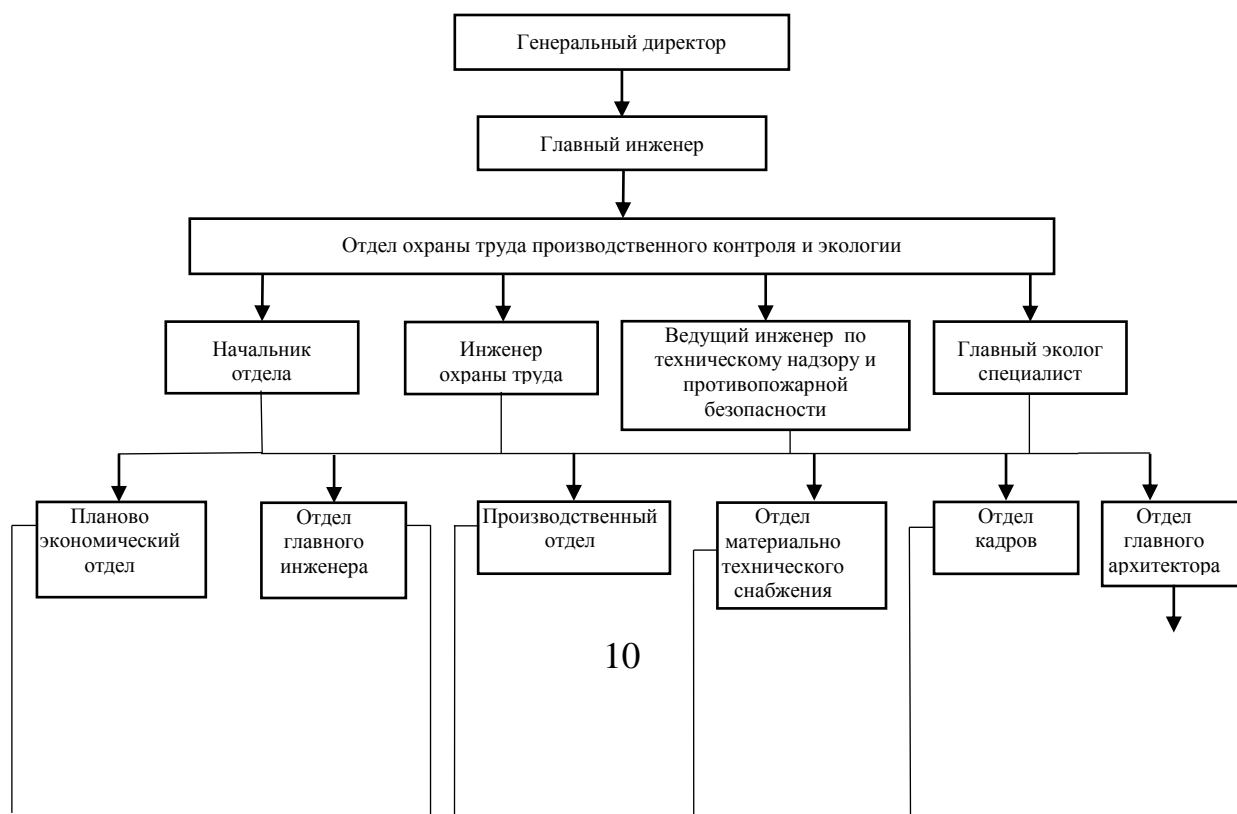 Генеральный директор
Главный инженер
Отдел охраны труда производственного контроля и экологии
Начальник
отдела
Инженер
охраны труда
Ведущий инженер по
техническому надзору и
противопожарной
безопасности
Главный эколог
специалист
Планово
экономический
отдел
Отдел
главного
инженера
Производственный
отдел
Отдел
материально
технического
снабжения
Отдел
кадров
Отдел
главного
архитектора
10